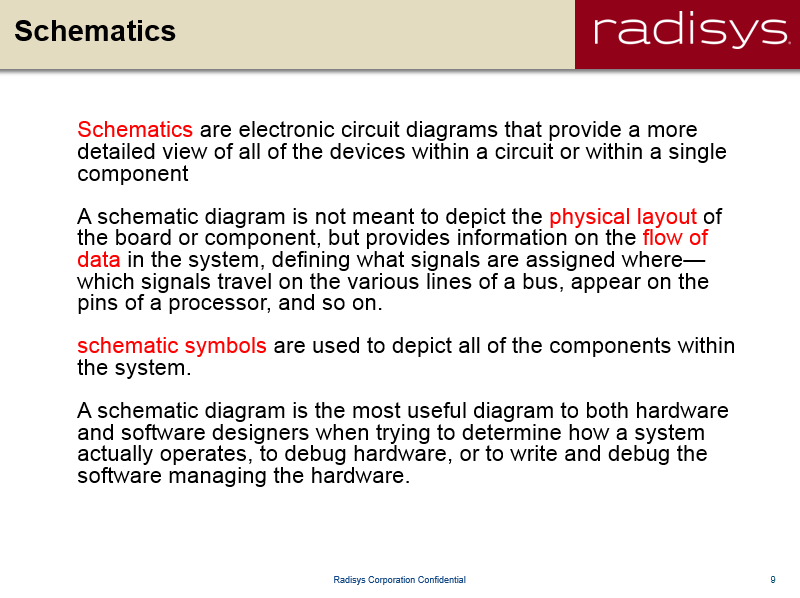 Schematics
radisys.
Schematics are electronic circuit diagrams that provide a more
detailed view of all of the devices within a circuit or within a single
component
A schematic diagram is not meant to depict the physical layout of
the board or component, but provides information on the flow of
data in the system, defining what signals are assigned where—
which signals travel on the various lines of a bus, appear on the
pins of a processor, and so on.
schematic symbols are used to depict all of the components within
the system.
A schematic diagram is the most useful diagram to both hardware
and software designers when trying to determine how a system
actually operates, to debug hardware, or to write and debug the
software managing the hardware.
Radisys Corporation Confidential
9